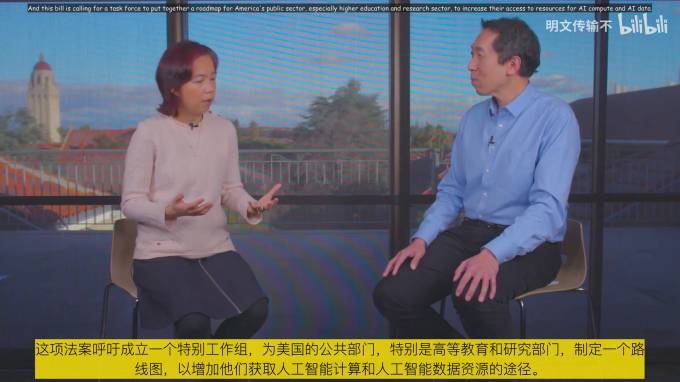 And this bill is calling for a task force to put together a roadmap for America's public sector, especially higher education and research sector, to increase their access to resources for AI compute and AI data.
明文传输不 bilibili
这项法案呼吁成立一个特别工作组，为美国的公共部门，特别是高等教育和研究部门，制定一个路
线图，以增加他们获取人工智能计算和人工智能数据资源的途径。